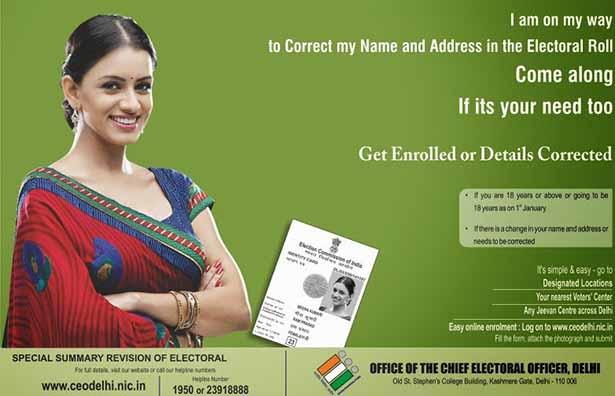 I am on my way
to Correct my Name and Address in the Electoral Roll
Come along
If its your need too
Get Enrolled or Details Corrected
• If you are 18 years or above or going to be
18 years as on 1st January
• If there is a change in your name and address or
needs to be corrected
It's simple & easy - go to
Designated Locations
Your nearest Voters' Center
Any Jeevan Centre across Delhi
Easy online enrolment : Log on to www.ceodelhi.nic.in
Fill the form, attach the photograph and submit
Election Commission of India
IDENTITY CARD
SPECIAL SUMMARY REVISION OF ELECTORAL
For full details, visit our website or call our helpline numbers
www.ceodelhi.nic.in
Helpline Number
1950 or 23918888
OFFICE OF THE CHIEF ELECTORAL OFFICER, DELHI
Old St. Stephen's College Building, Kashmere Gate, Delhi - 110 006